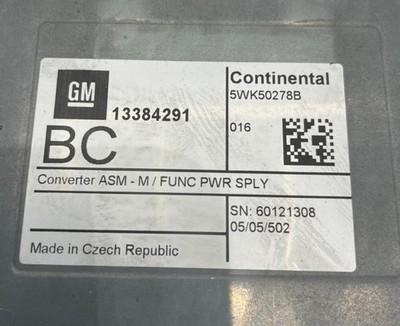 GM
13384291
BC
Continental
5WK50278B
016
Converter ASM - M / FUNC PWR SPLY
SN: 60121308
05/05/502
Made in Czech Republic